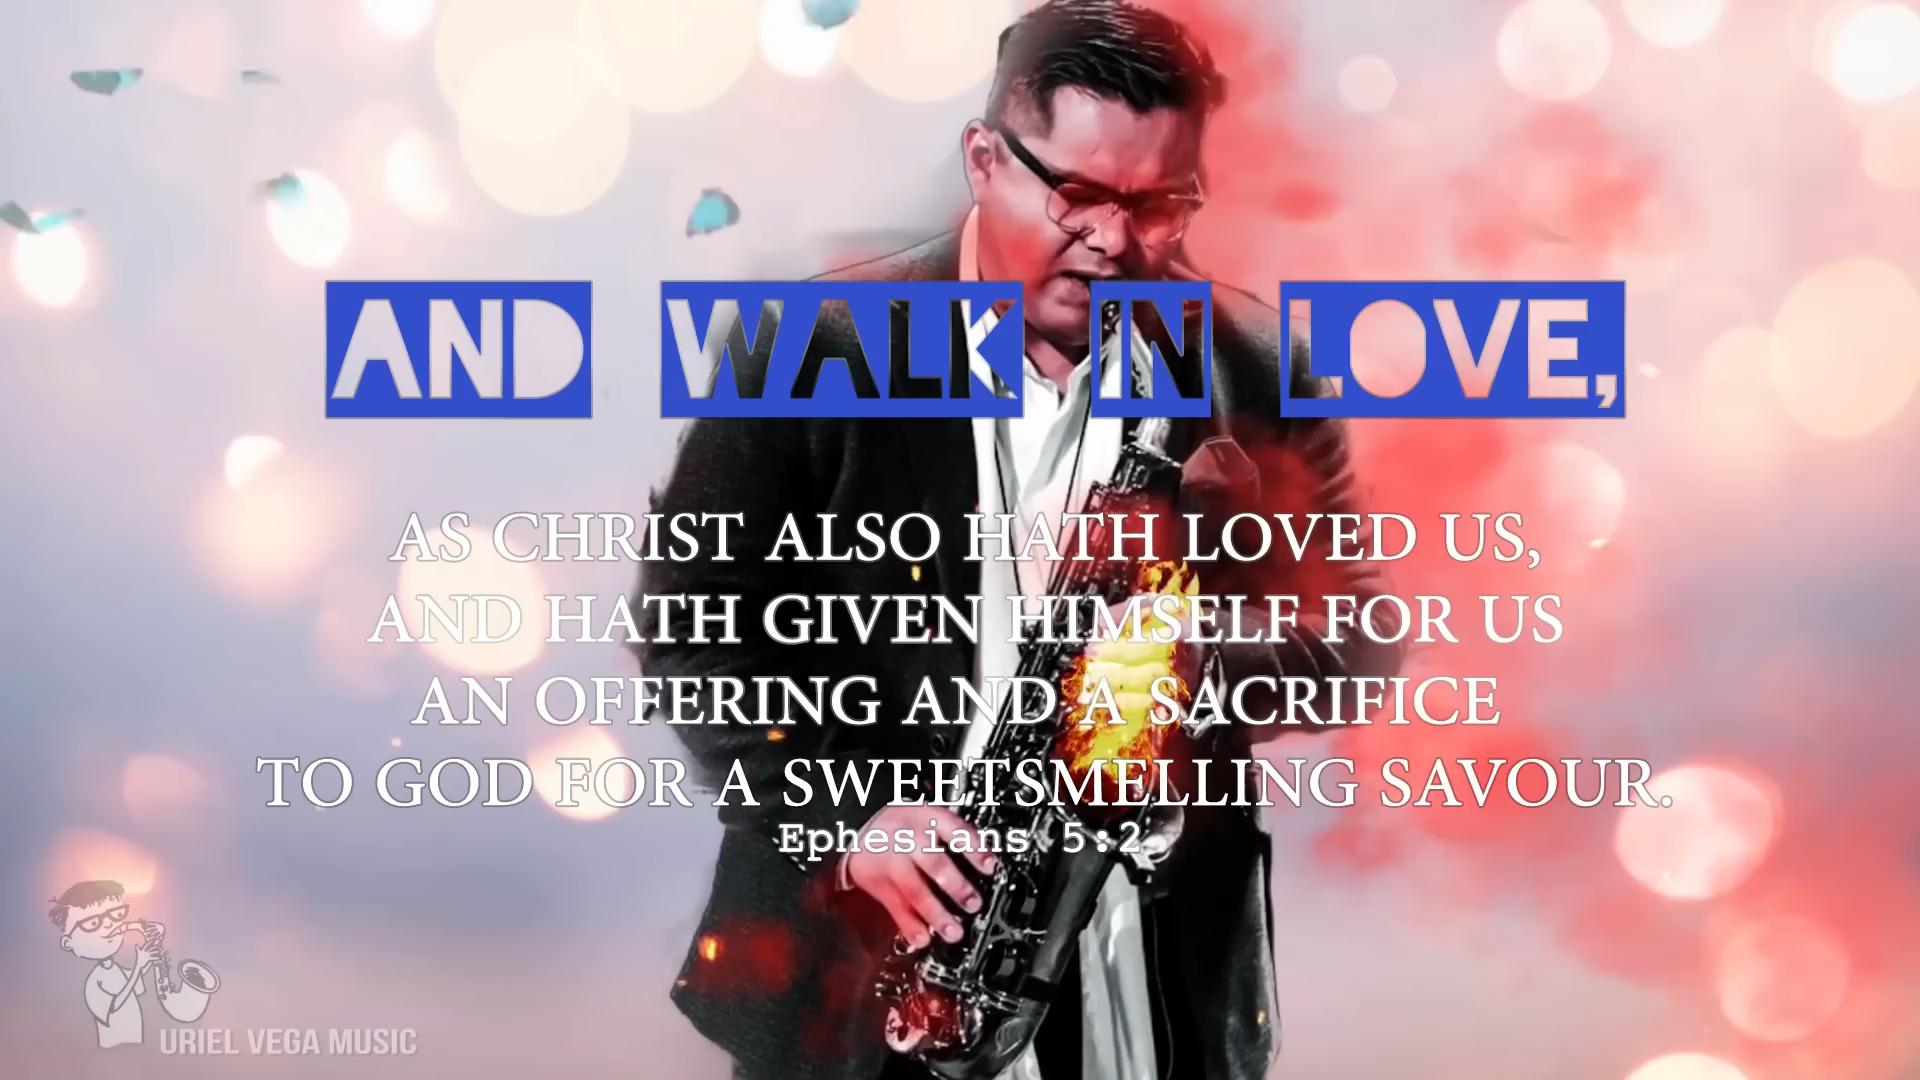 AND WALK IN LOVE,
AS CHRIST ALSO HATH LOVED US,
AND HATH GIVEN HIMSELF FOR US
AN OFFERING AND A SACRIFICE
TO GOD FOR A SWEETSMELLING SAVOUR.
Ephesians 5:2
URIEL VEGA MUSIC